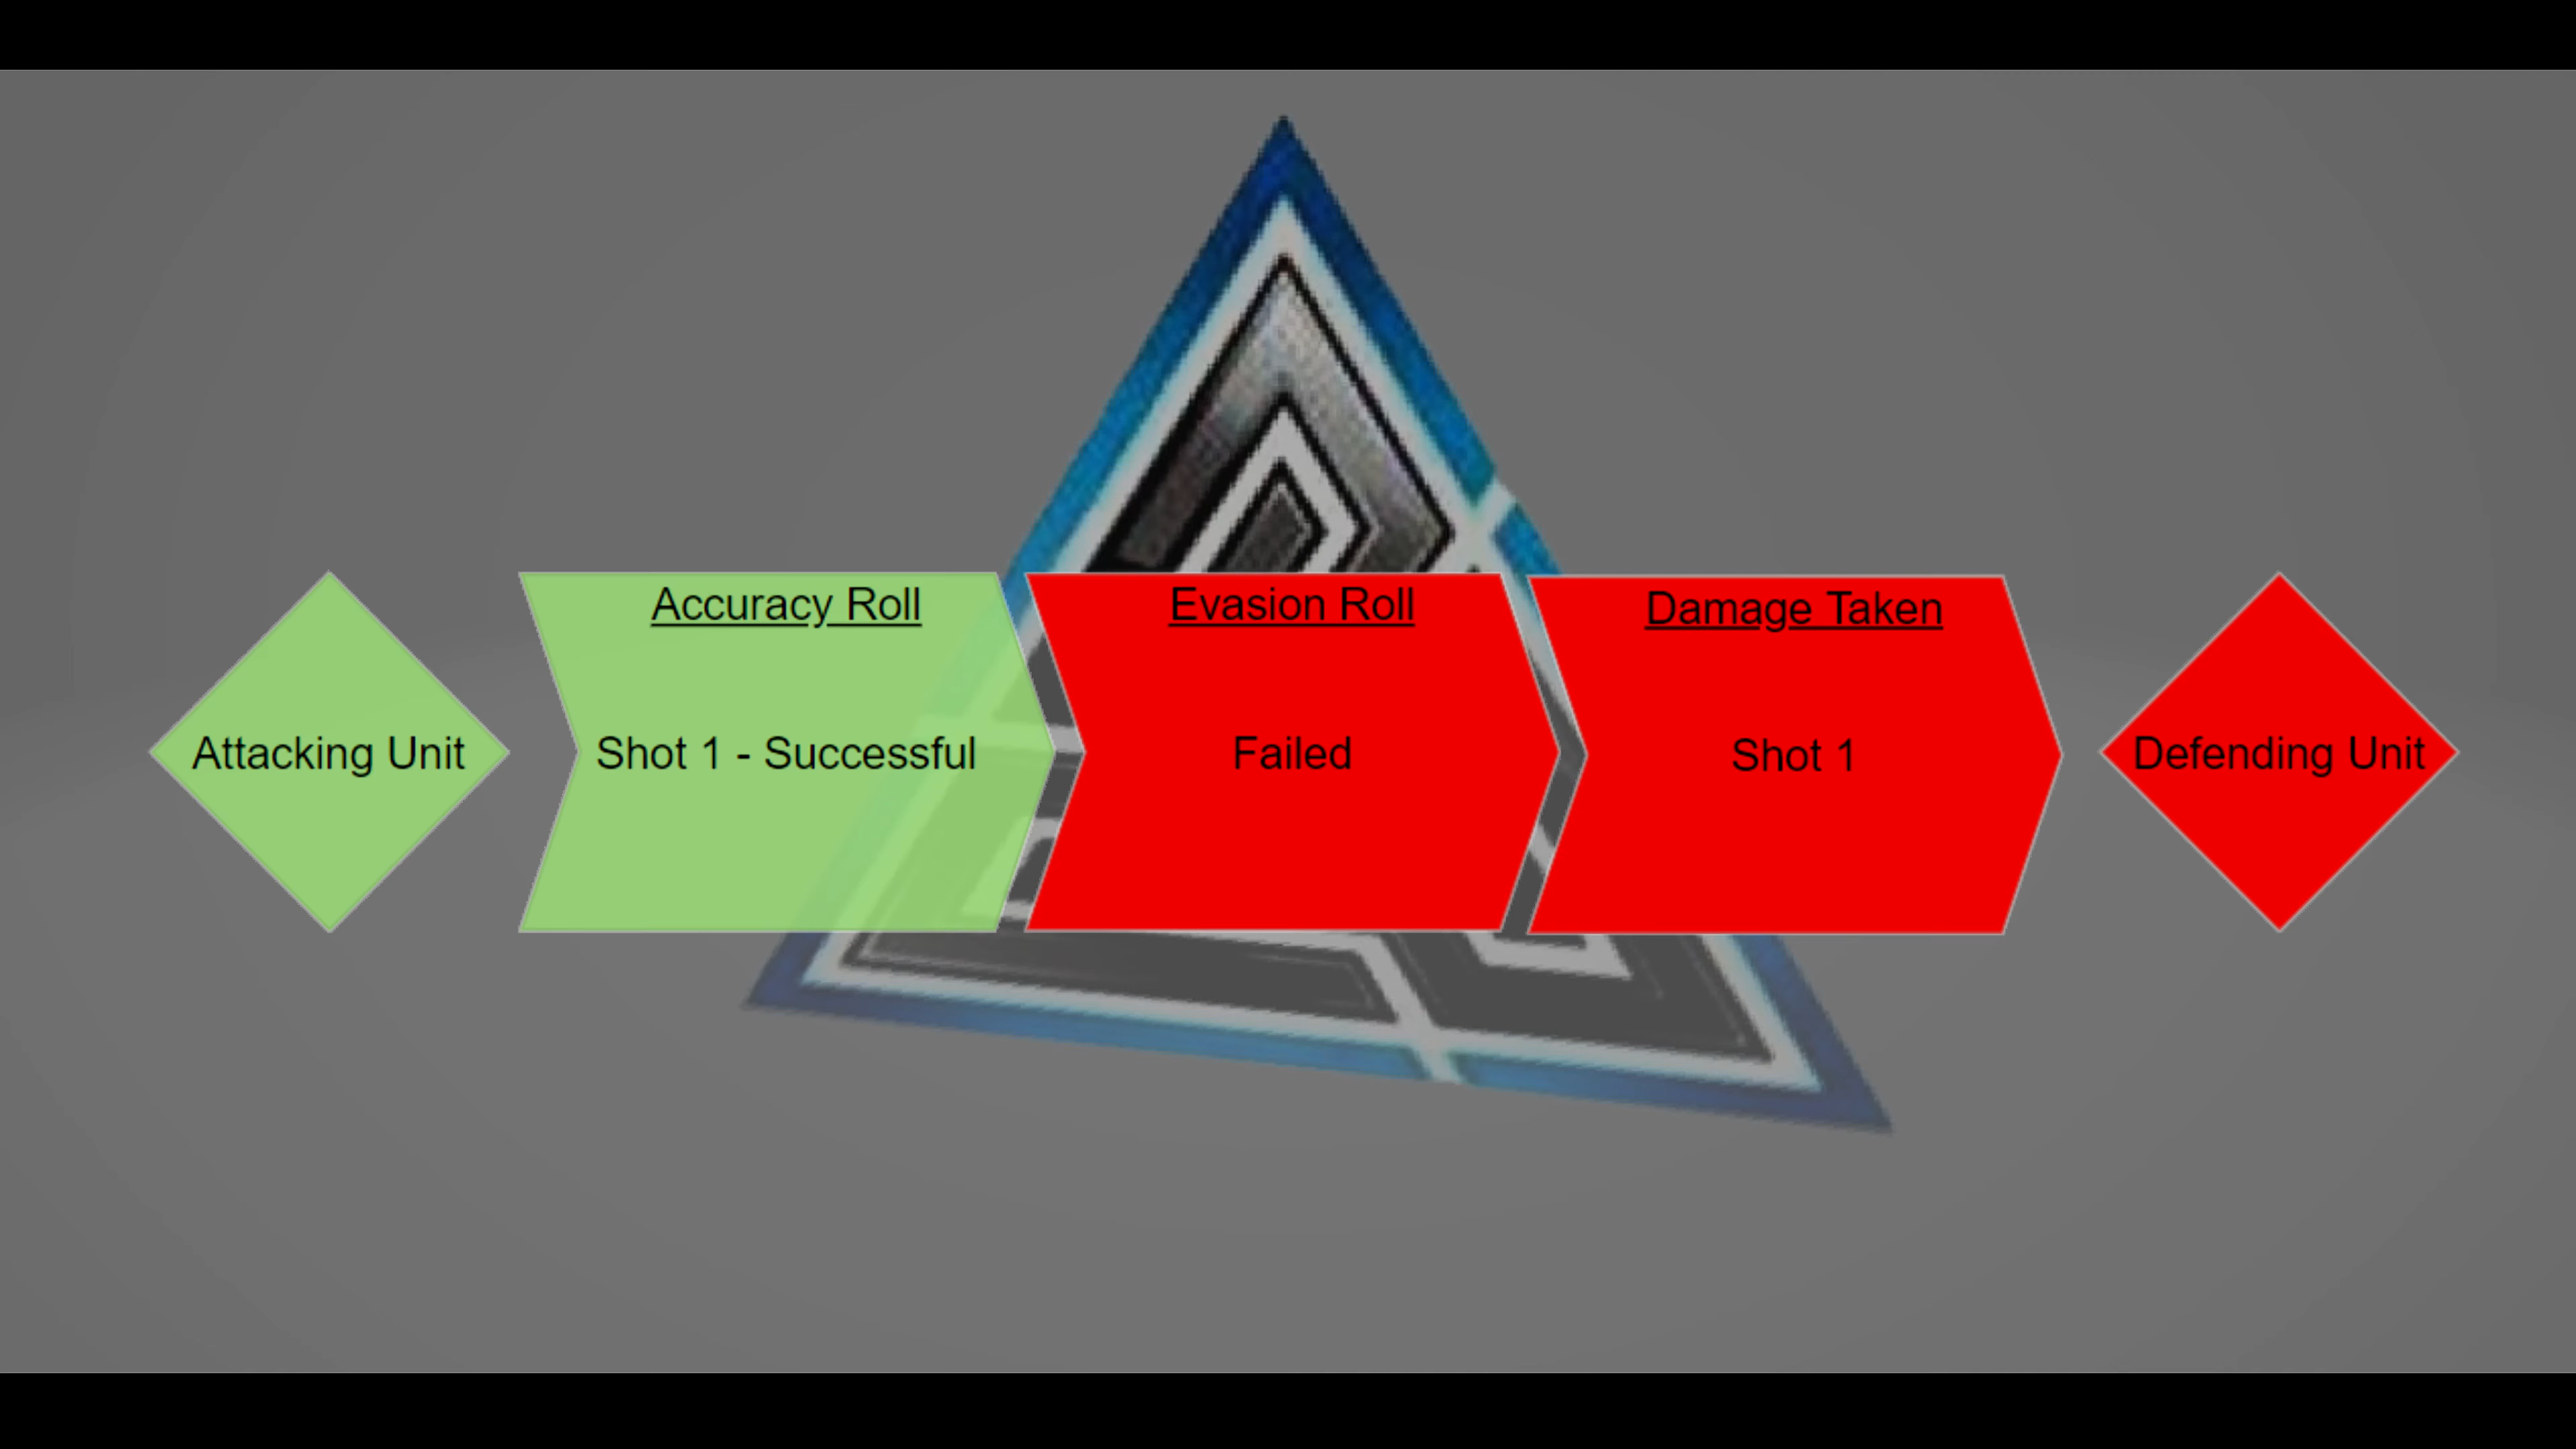 Accuracy Roll
Evasion Roll
Damage Taken
Attacking Unit
Shot 1 - Successful
Failed
Shot 1
Defending Unit